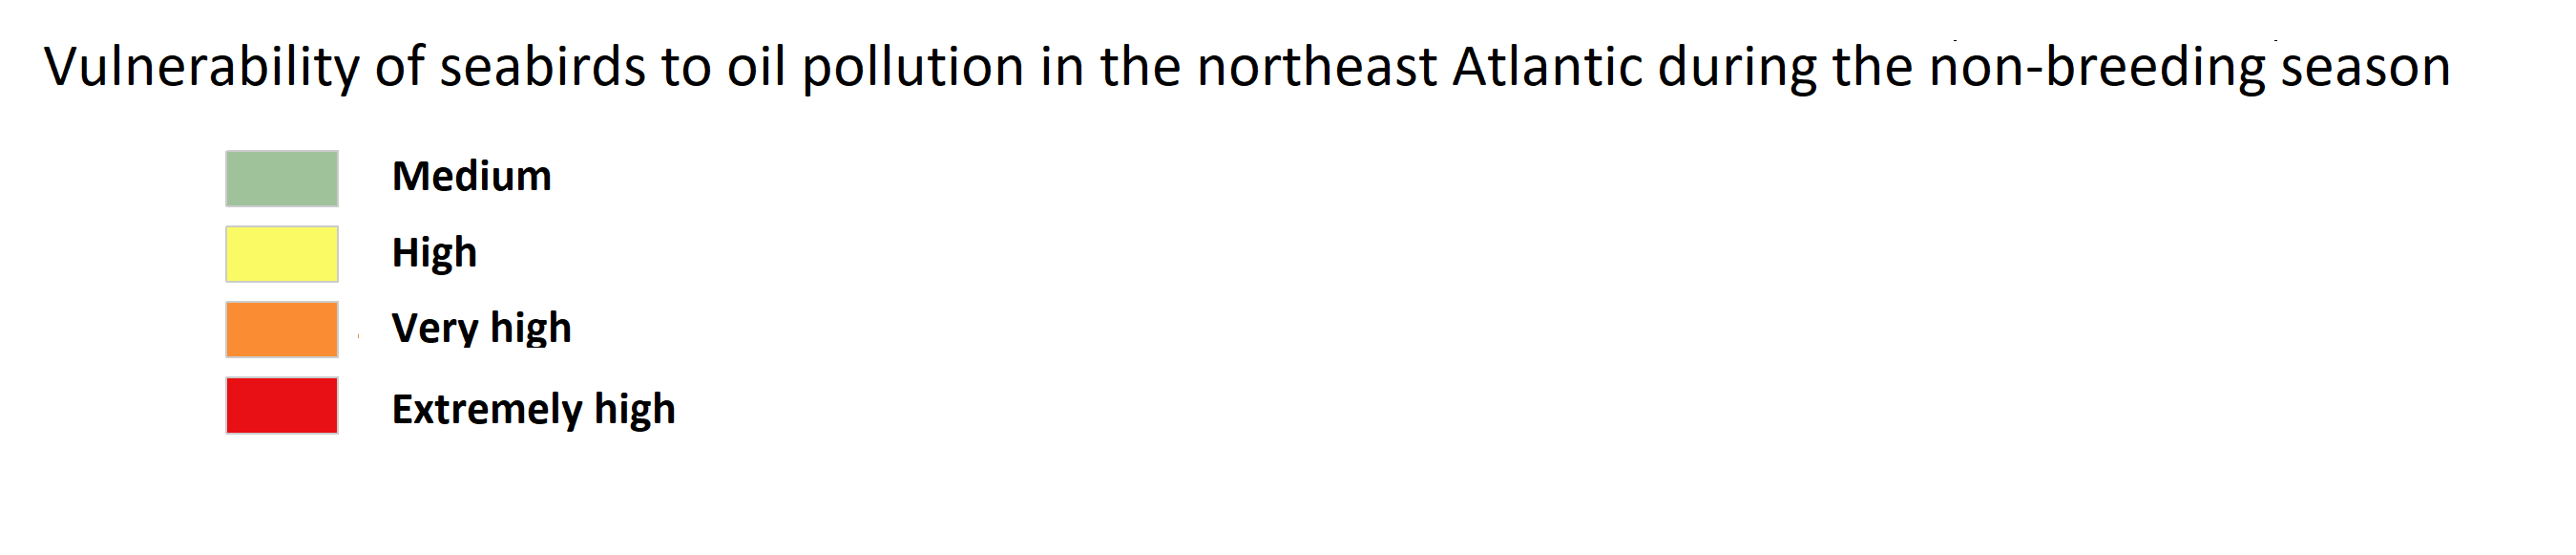 Vulnerability of seabirds to oil pollution in the northeast Atlantic during the non-breeding season
Medium
High
Very high
Extremely high